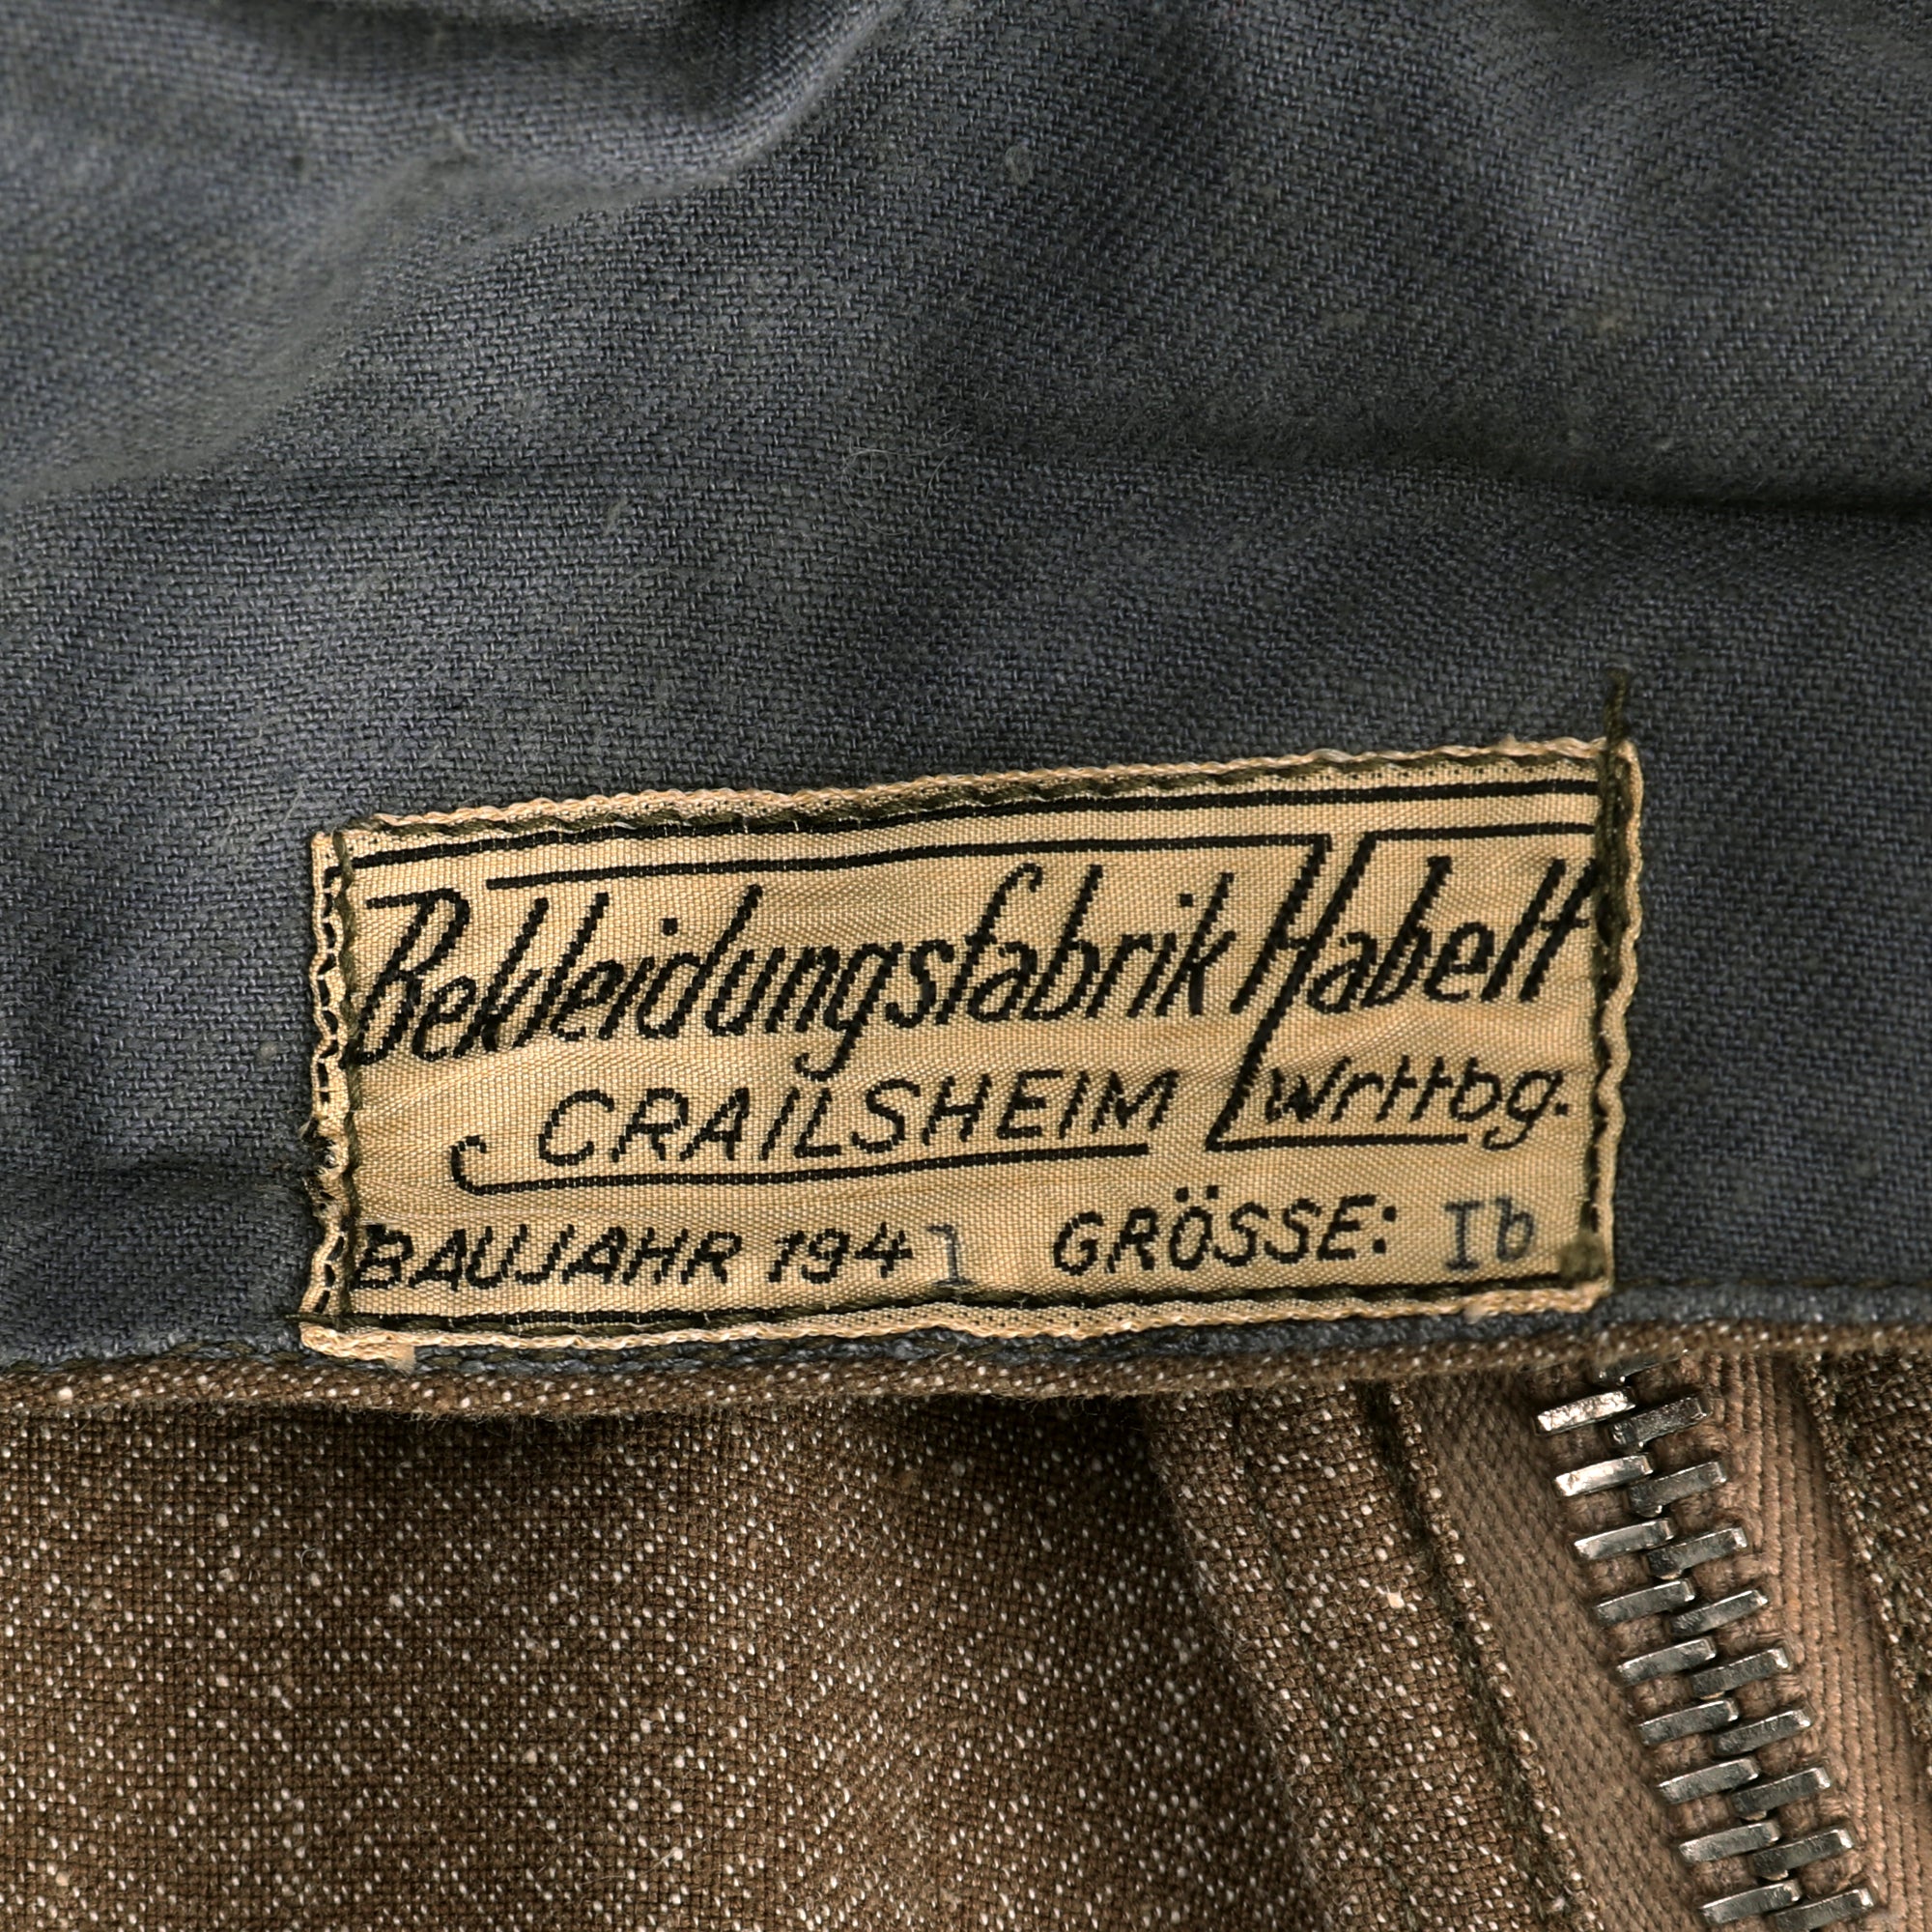 Bekleidungsfabrik Habelt
CRAILSHEIM Wrttbg.
BAUJAHR 1941 GRÖSSE: Ib